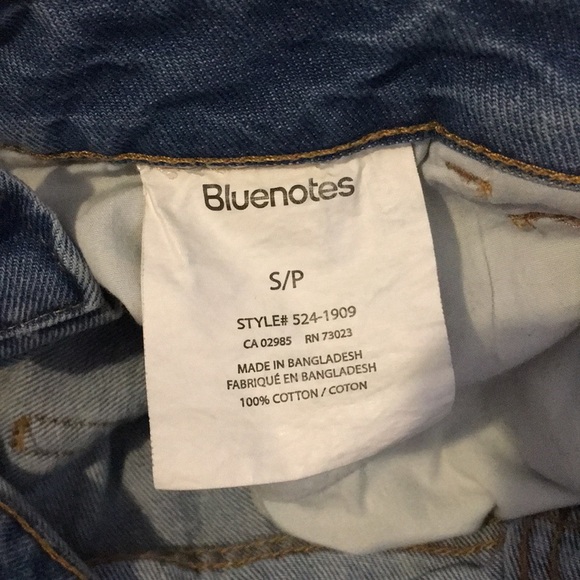 Bluenotes
S/P
STYLE# 524-1909
CA 02985 RN 73023
MADE IN BANGLADESH
FABRIQUÉ EN BANGLADESH
100% COTTON / COTON